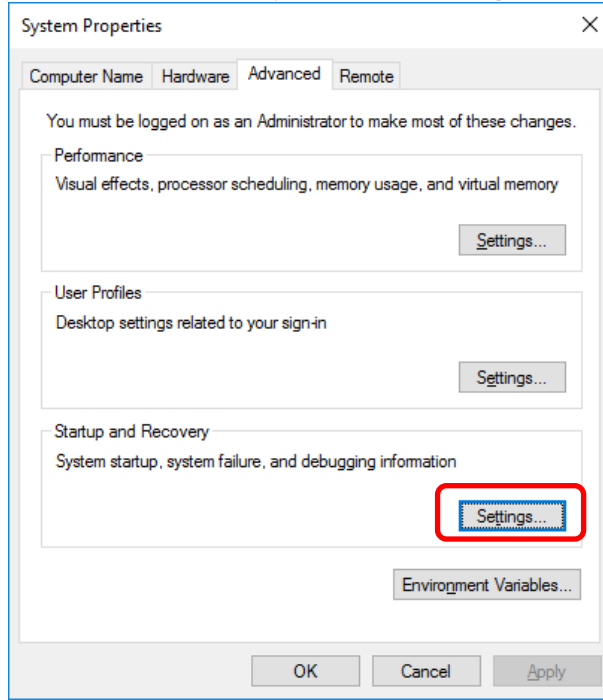 System Properties
Computer Name Hardware Advanced Remote
You must be logged on as an Administrator to make most of these changes.
Performance
Visual effects, processor scheduling, memory usage, and virtual memory
Settings...
User Profiles
Desktop settings related to your sign-in
Settings...
Startup and Recovery
System startup, system failure, and debugging information
Settings...
Environment Variables...
OK Cancel Apply